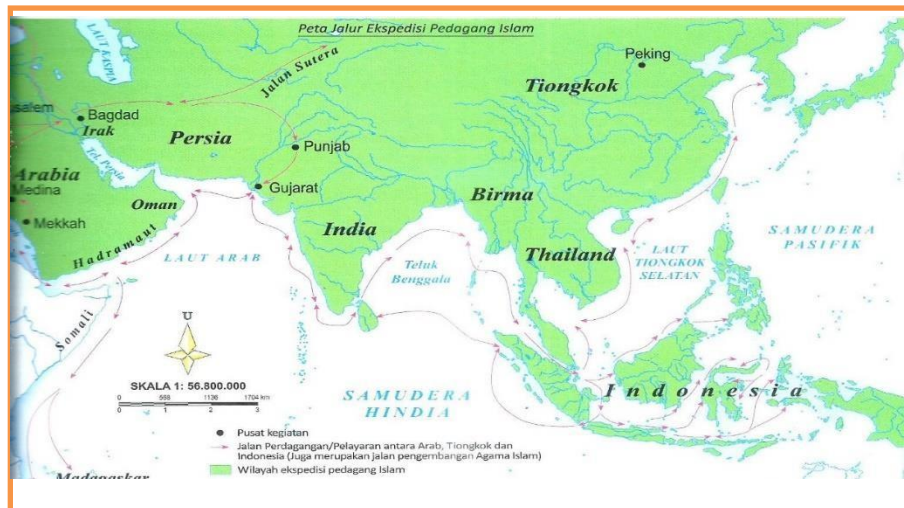 Peta Jalur Ekspedisi Pedagang Islam
LAUT KASPIA
Jalan Sutera
Peking
Tiongkok
salem
Bagdad
Irak
Persia
Punjab
Tel. Persia
Arabia
Medina
Gujarat
Birma
Oman
Mekkah
India
Hadramaut
Thailand
SAMUDERA
PASIFIK
LAUT ARAB
Teluk
Benggala
LAUT
TIONGKOK
SELATAN
Somali
U
SKALA 1: 56.800.000
0 568 1136 1704 km
0 1 2 3
SAMUDERA
HINDIA
Indonesia
Pusat kegiatan
Jalan Perdagangan/Pelayaran antara Arab, Tiongkok dan
Indonesia (Juga merupakan jalan pengembangan Agama Islam)
Wilayah ekspedisi pedagang Islam
Madagaskar